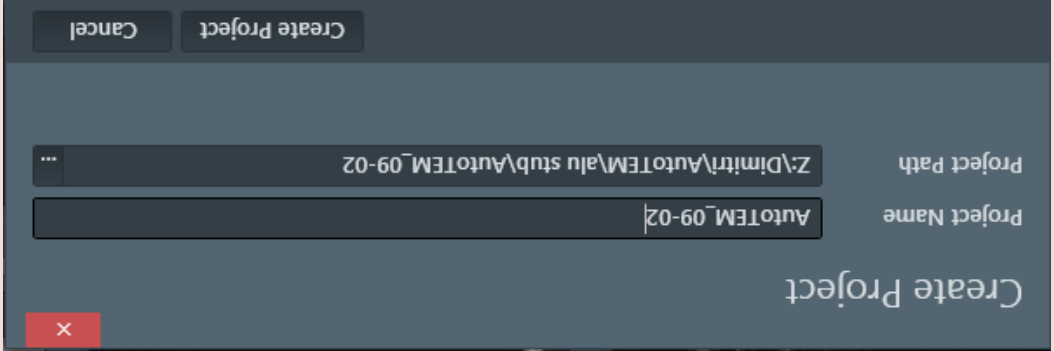 ×
Create Project
Project Name AutoTEM_09-02
Project Path Z:\Dimitri\AutoTEM\alu stub\AutoTEM_09-02 ...
Create Project Cancel